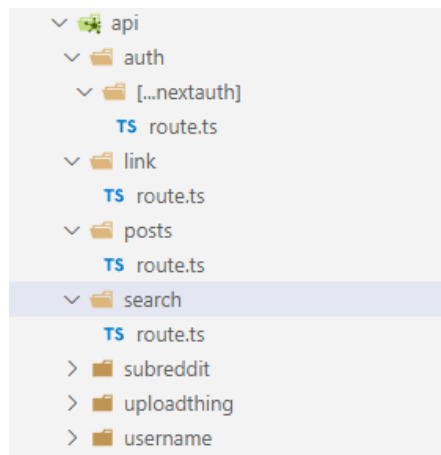 api
auth
[...nextauth]
TS route.ts
link
TS route.ts
posts
TS route.ts
search
TS route.ts
subreddit
uploadthing
username